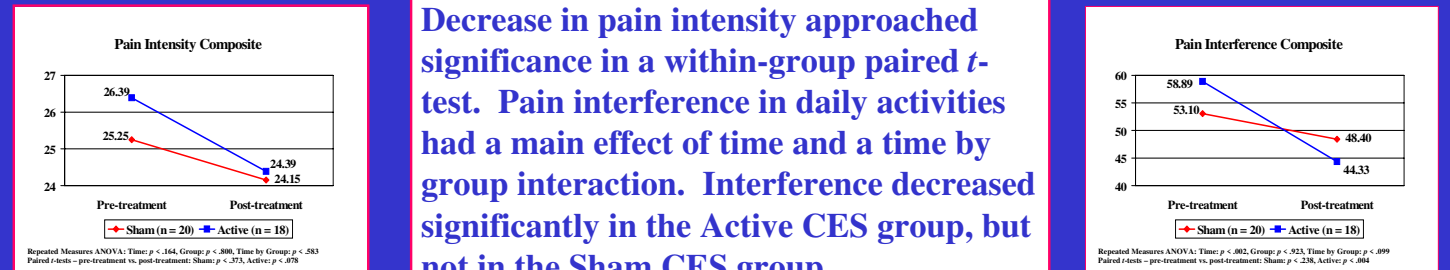 Pain Intensity Composite
27
26
25
24
26.39
25.25
24.39
24.15
Pre-treatment Post-treatment
Sham (n = 20) Active (n = 18)
Repeated Measures ANOVA: Time: p < .164, Group: p < .800, Time by Group: p < .583
Paired t-tests – pre-treatment vs. post-treatment: Sham: p < .373, Active: p < .078
Decrease in pain intensity approached
significance in a within-group paired t-
test. Pain interference in daily activities
had a main effect of time and a time by
group interaction. Interference decreased
significantly in the Active CES group, but
not in the Sham CES group
Pain Interference Composite
60
55
50
45
40
58.89
53.10
48.40
44.33
Pre-treatment Post-treatment
Sham (n = 20) Active (n = 18)
Repeated Measures ANOVA: Time: p < .002, Group: p < .923, Time by Group: p < .099
Paired t-tests – pre-treatment vs. post-treatment: Sham: p < .238, Active: p < .004